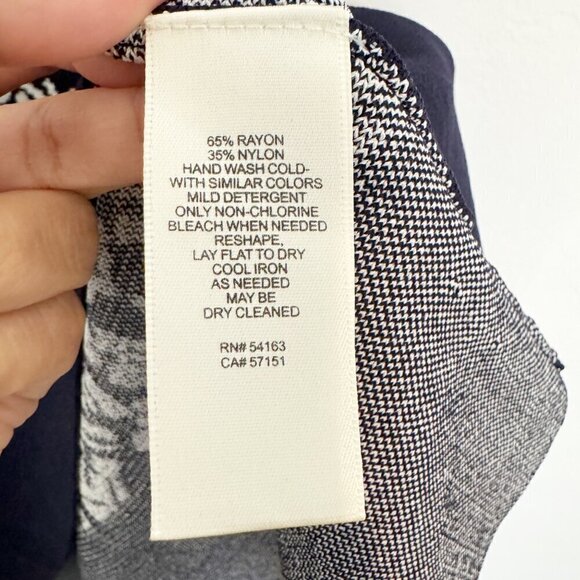 65% RAYON
35% NYLON
HAND WASH COLD-
WITH SIMILAR COLORS
MILD DETERGENT
ONLY NON-CHLORINE
BLEACH WHEN NEEDED
RESHAPE,
LAY FLAT TO DRY
COOL IRON
AS NEEDED
MAY BE
DRY CLEANED
RN# 54163
CA# 57151